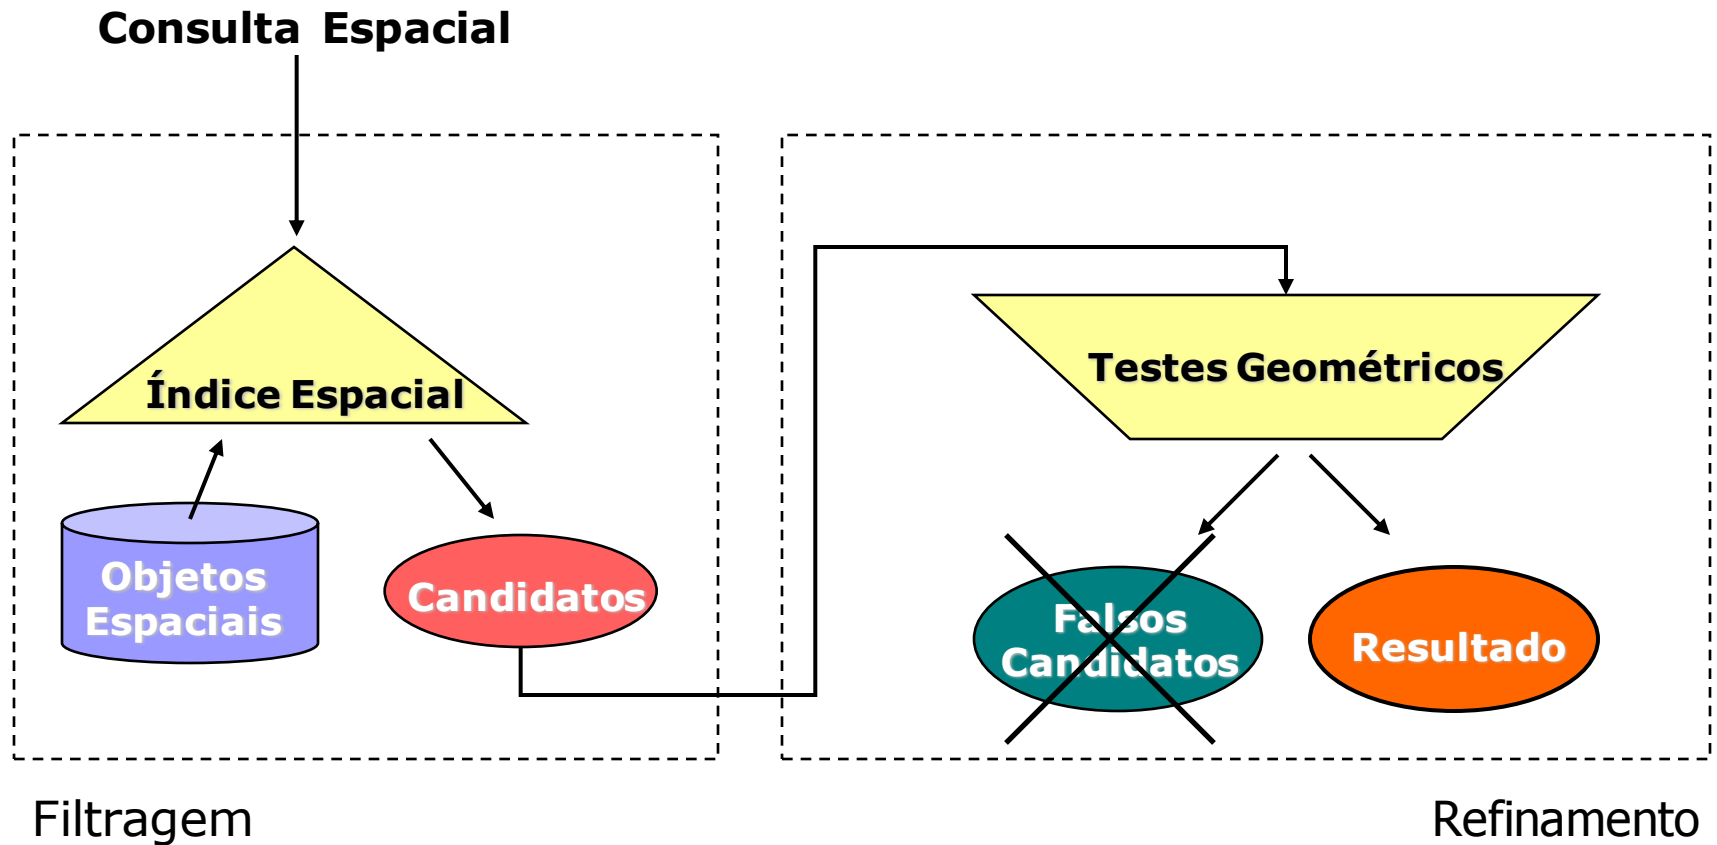 Consulta Espacial
Índice Espacial
Objetos
Espaciais
Candidatos
Testes Geométricos
Falsos
Candidatos
Resultado
Filtragem
Refinamento